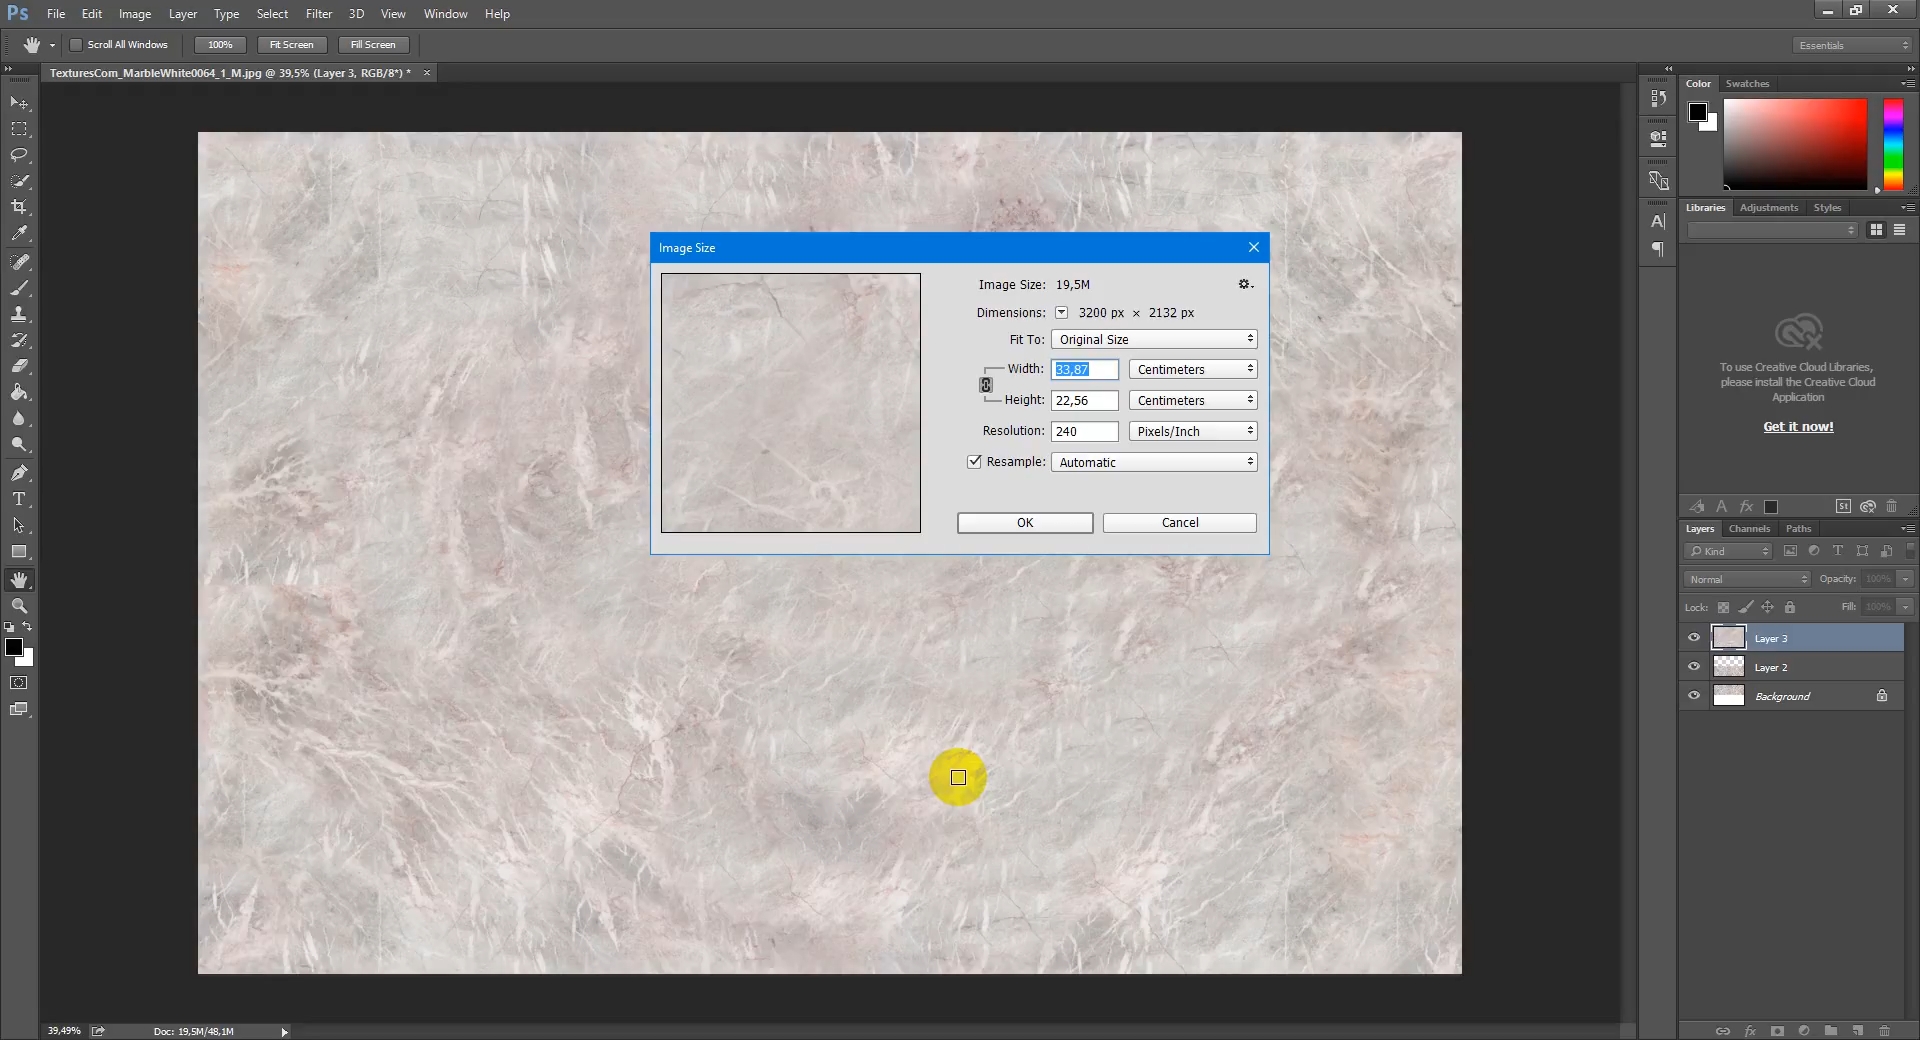 Ps File Edit Image Layer Type Select Filter 3D View Window Help
Scroll All Windows 100% Fit Screen Fill Screen Essentials
TexturesCom_MarbleWhite0064_1_M.jpg @ 39,5% (Layer 3, RGB/8*) * ×
Color Swatches
Libraries Adjustments Styles
Image Size
Image Size: 19,5M
Dimensions: 3200 px × 2132 px
Fit To: Original Size
Width: 33,87 Centimeters
Height: 22,56 Centimeters
Resolution: 240 Pixels/Inch
Resample: Automatic
OK Cancel
To use Creative Cloud Libraries,
please install the Creative Cloud
Application
Get it now!
A fx St
Layers Channels Paths
Kind T
Normal Opacity: 100%
Lock: Fill: 100%
Layer 3
Layer 2
Background
39,49% Doc: 19,5M/48,1M
fx